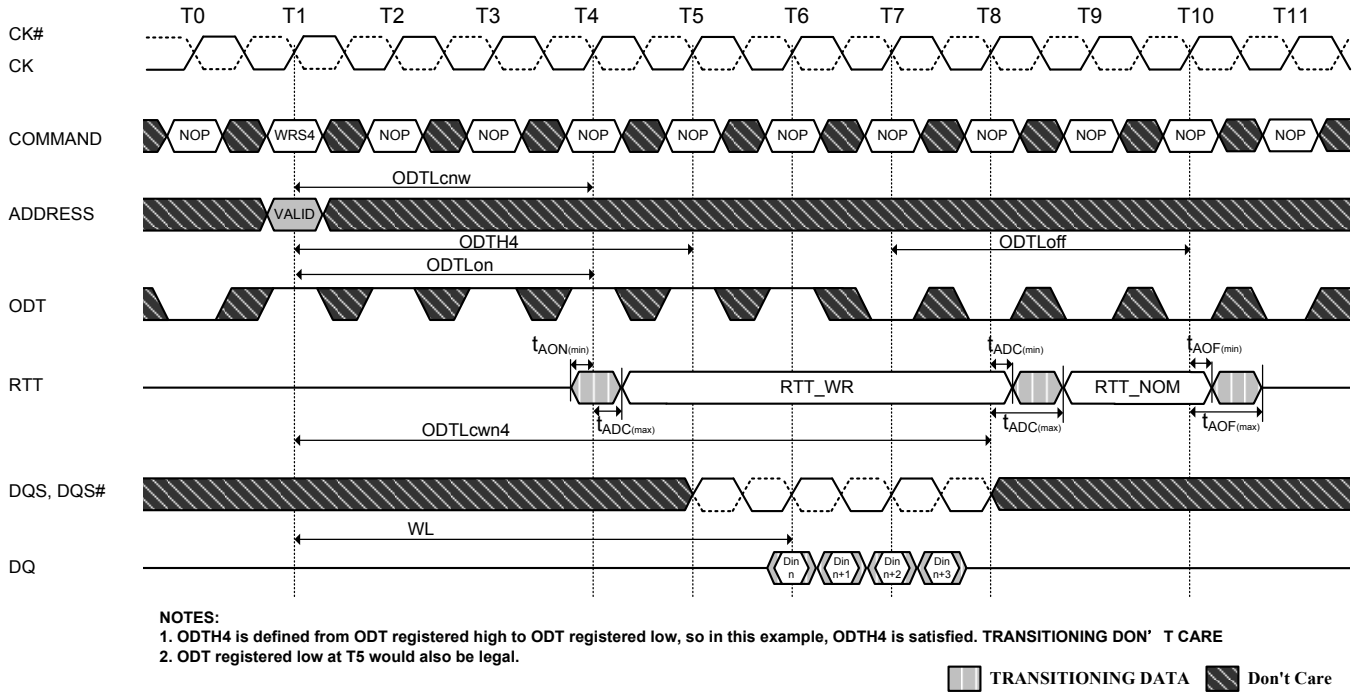 T0 T1 T2 T3 T4 T5 T6 T7 T8 T9 T10 T11
CK#
CK
COMMAND NOP WRS4 NOP NOP NOP NOP NOP NOP NOP NOP NOP NOP
ODTLcnw
ADDRESS VALID
ODTH4 ODTLoff
ODTLon
ODT
tAON(min) tADC(min) tAOF(min)
RTT RTT_WR RTT_NOM
tADC(max) tADC(max) tAOF(max)
ODTLcwn4
DQS, DQS#
WL
DQ Din n Din n+1 Din n+2 Din n+3
NOTES:
1. ODTH4 is defined from ODT registered high to ODT registered low, so in this example, ODTH4 is satisfied. TRANSITIONING DON' T CARE
2. ODT registered low at T5 would also be legal.
TRANSITIONING DATA Don't Care